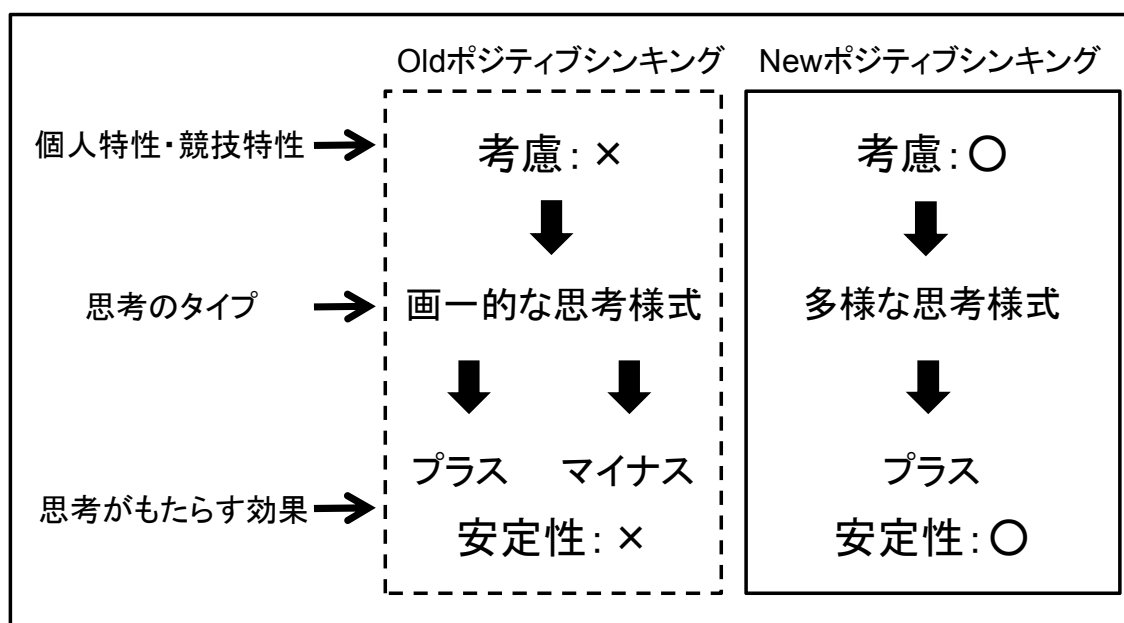 Oldポジティブシンキング Newポジティブシンキング
個人特性・競技特性 考慮：× 考慮：○
思考のタイプ 画一的な思考様式 多様な思考様式
プラス マイナス プラス
思考がもたらす効果 安定性：× 安定性：○